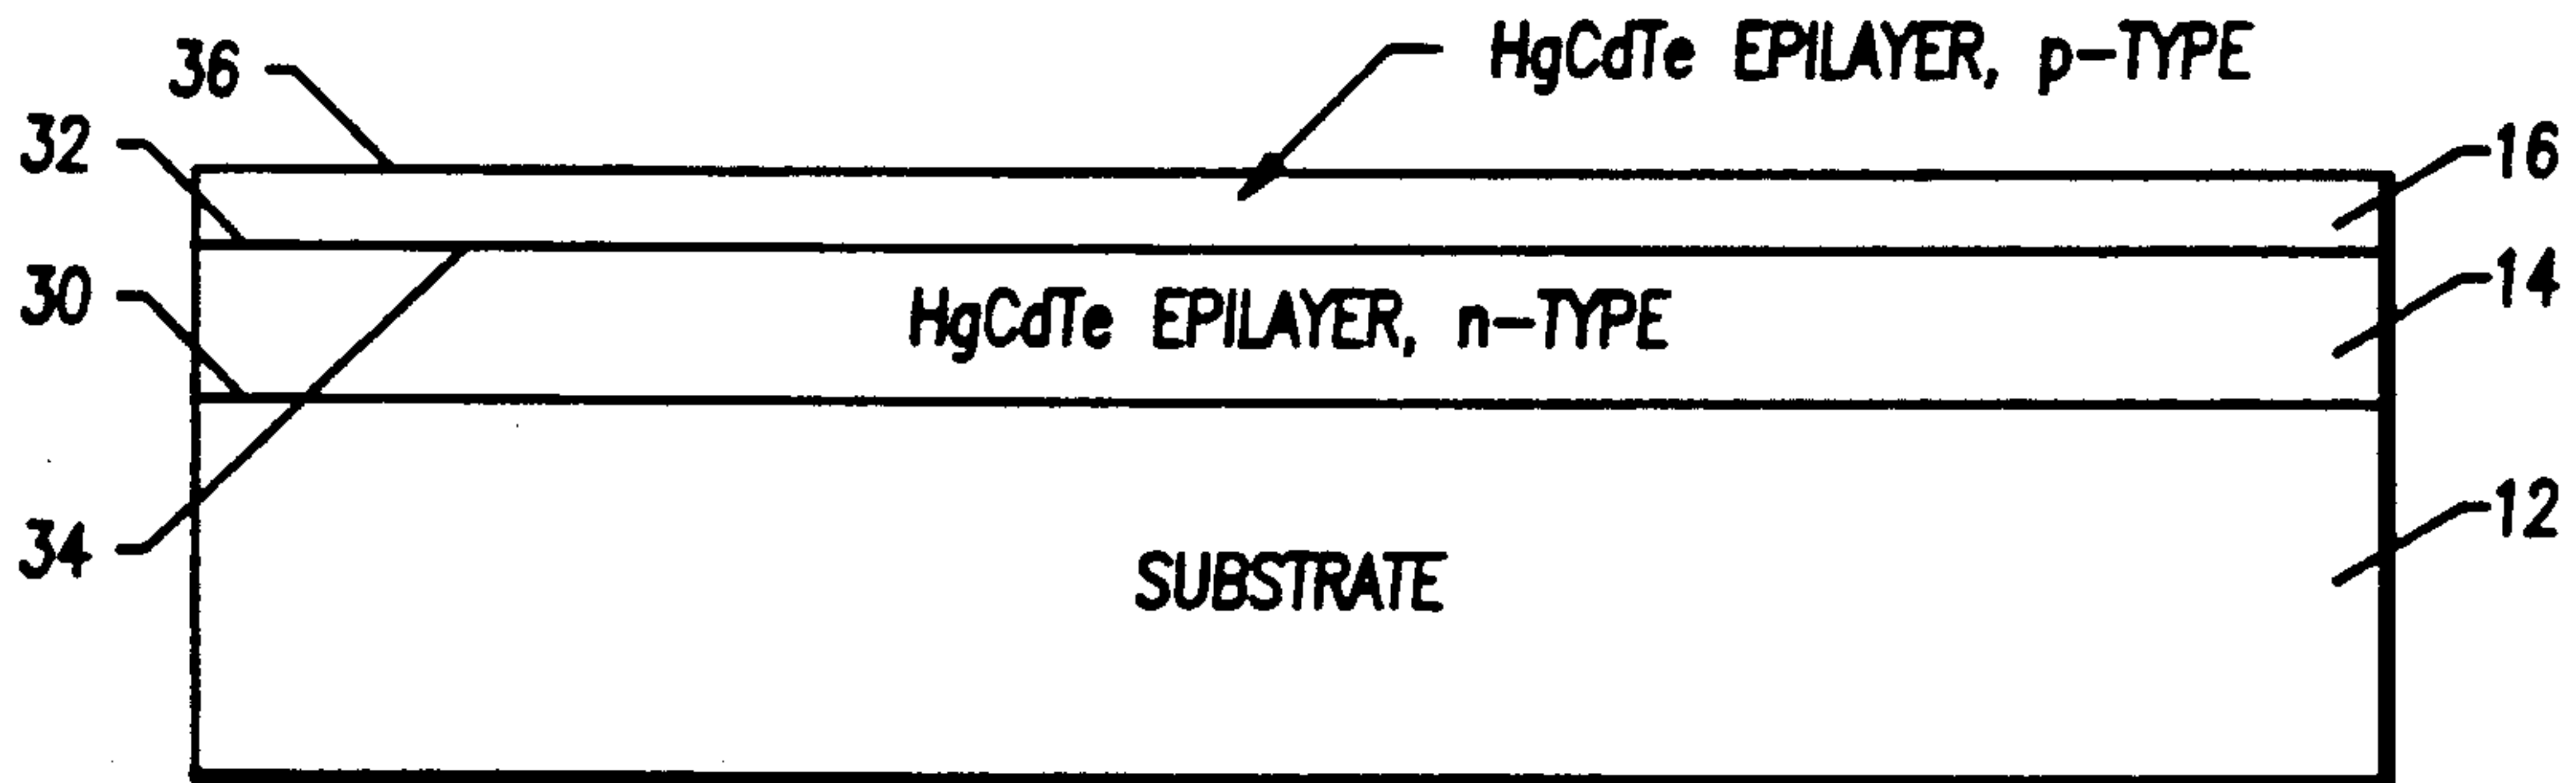 36
HgCdTe EPILAYER, p-TYPE
32
16
30
HgCdTe EPILAYER, n-TYPE
14
34
SUBSTRATE
12